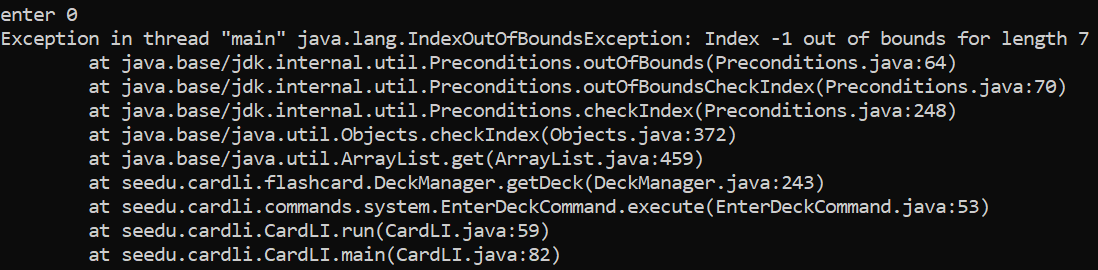 enter 0
Exception in thread "main" java.lang.IndexOutOfBoundsException: Index -1 out of bounds for length 7
        at java.base/jdk.internal.util.Preconditions.outOfBounds(Preconditions.java:64)
        at java.base/jdk.internal.util.Preconditions.outOfBoundsCheckIndex(Preconditions.java:70)
        at java.base/jdk.internal.util.Preconditions.checkIndex(Preconditions.java:248)
        at java.base/java.util.Objects.checkIndex(Objects.java:372)
        at java.base/java.util.ArrayList.get(ArrayList.java:459)
        at seedu.cardli.flashcard.DeckManager.getDeck(DeckManager.java:243)
        at seedu.cardli.commands.system.EnterDeckCommand.execute(EnterDeckCommand.java:53)
        at seedu.cardli.CardLI.run(CardLI.java:59)
        at seedu.cardli.CardLI.main(CardLI.java:82)